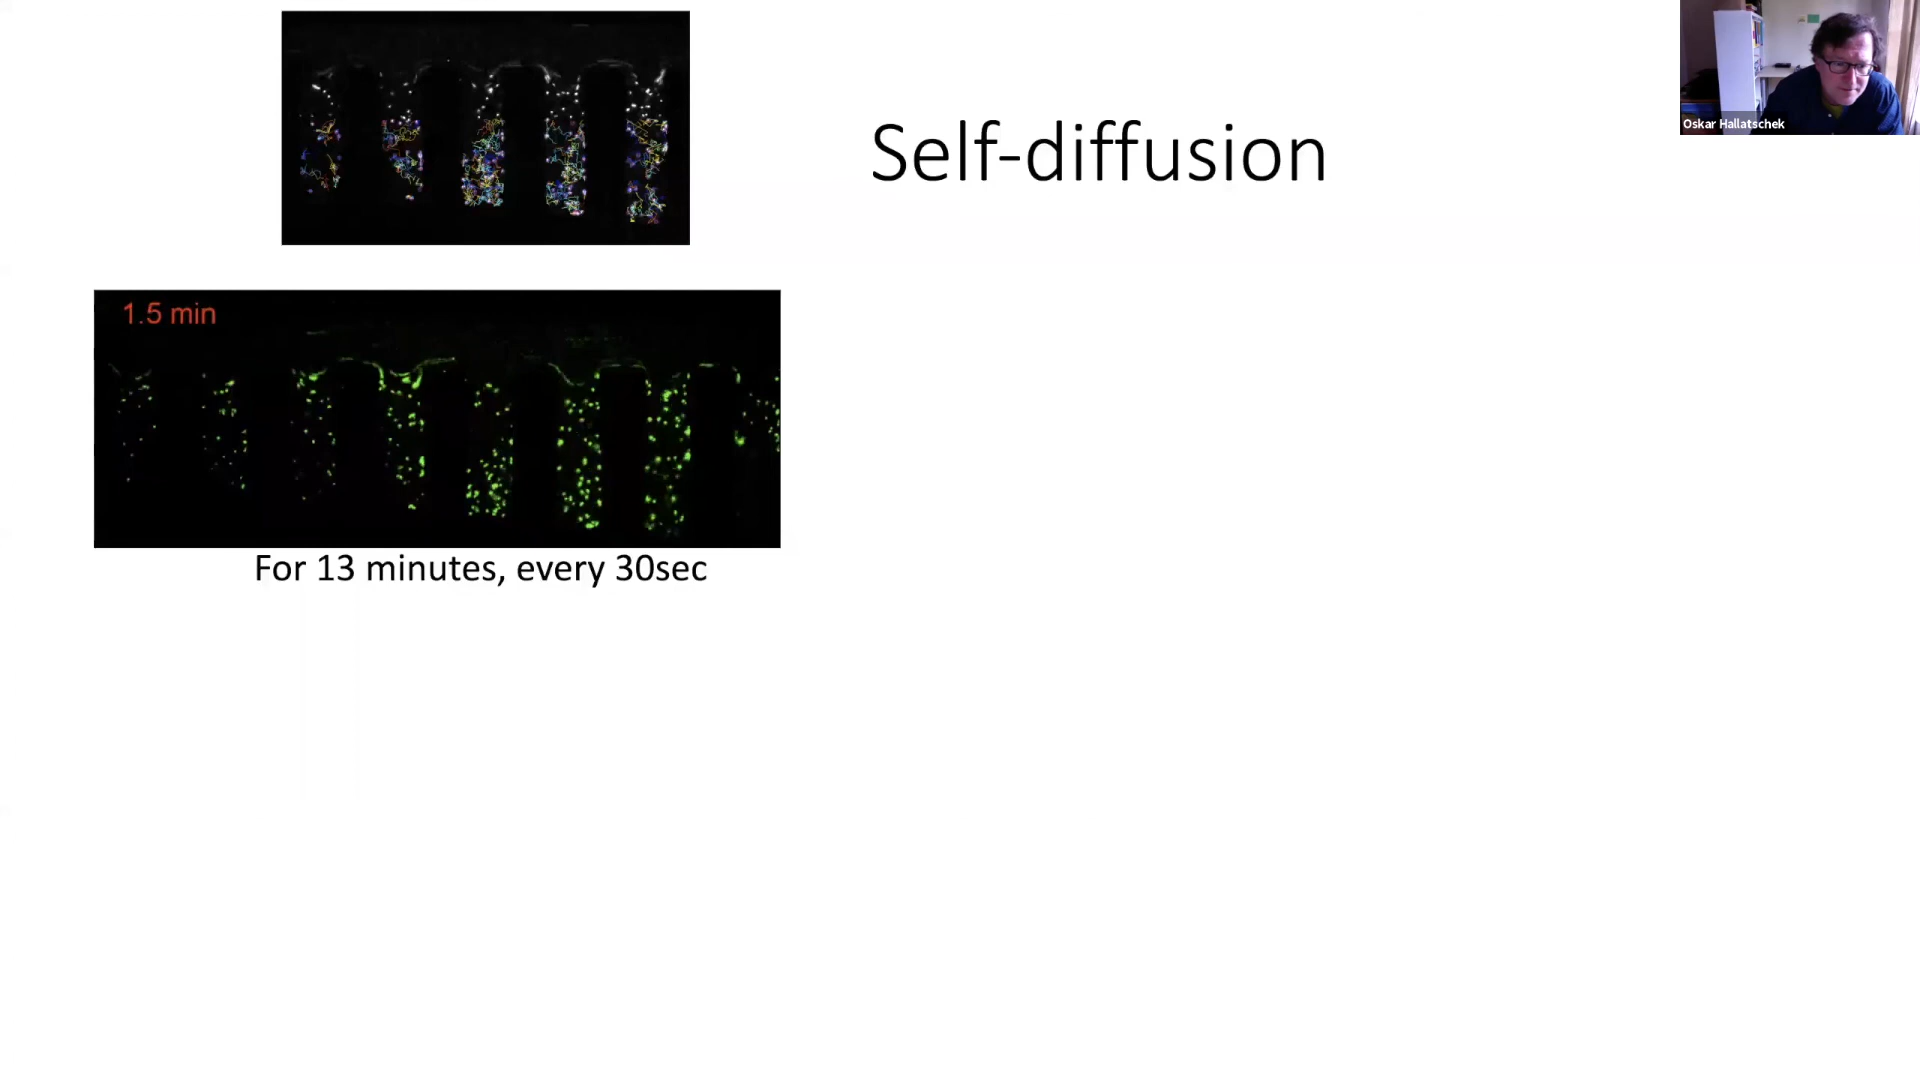 Self-diffusion
Oskar Hallatschek
1.5 min
For 13 minutes, every 30sec